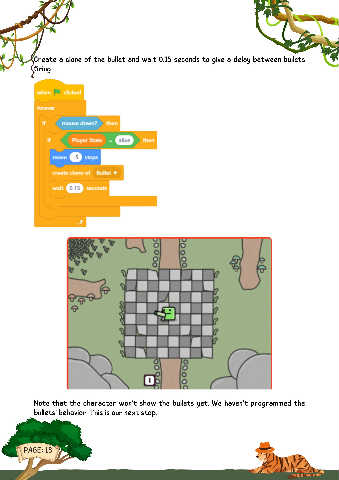 Create a clone of the bullet and wait 0.15 seconds to give a delay between bullets
firing
when clicked
forever
if mouse down? then
if Player State = alive then
move 5 steps
create clone of Bullet
wait 0.15 seconds
1
Note that the character won't show the bullets yet. We haven't programmed the
bullets' behavior. This is our next step.
PAGE: 18